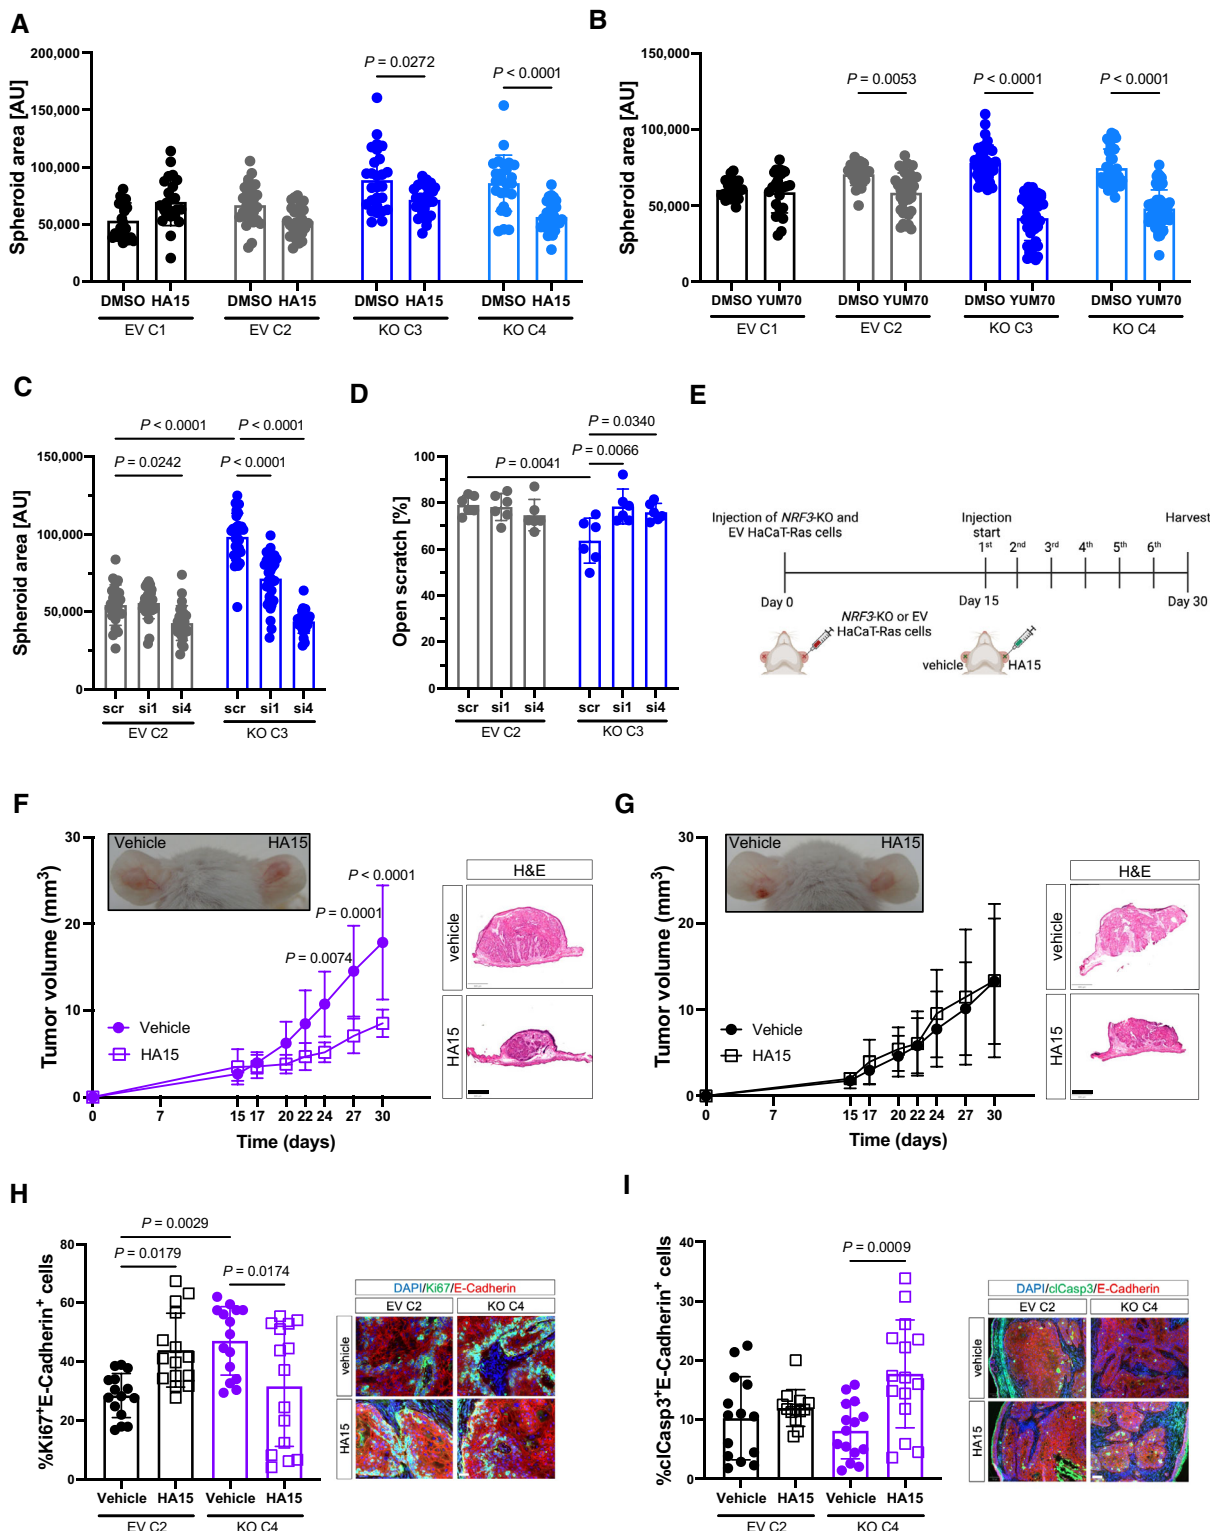 A
Spheroid area [AU]
200,000
150,000
100,000
50,000
0
P = 0.0272
P < 0.0001
DMSO HA15 DMSO HA15 DMSO HA15 DMSO HA15
EV C1 EV C2 KO C3 KO C4
B
Spheroid area [AU]
150,000
100,000
50,000
0
P = 0.0053
P < 0.0001
P < 0.0001
DMSO YUM70 DMSO YUM70 DMSO YUM70 DMSO YUM70
EV C1 EV C2 KO C3 KO C4
C
Spheroid area [AU]
150,000
100,000
50,000
0
P < 0.0001
P < 0.0001
P = 0.0242
P < 0.0001
scr si1 si4 scr si1 si4
EV C2 KO C3
D
Open scratch [%]
100
80
60
40
20
0
P = 0.0340
P = 0.0066
P = 0.0041
scr si1 si4 scr si1 si4
EV C2 KO C3
E
Injection of NRF3-KO and
EV HaCaT-Ras cells
Injection
start
Harvest
1st 2nd 3rd 4th 5th 6th
Day 0
Day 15
Day 30
NRF3-KO or EV
HaCaT-Ras cells
vehicle
HA15
F
Tumor volume (mm3)
30
20
10
0
Vehicle HA15
P < 0.0001
P = 0.0001
P = 0.0074
Vehicle
HA15
0 7 15 17 20 22 24 27 30
Time (days)
H&E
vehicle
HA15
G
Tumor volume (mm3)
30
20
10
0
Vehicle HA15
Vehicle
HA15
0 7 15 17 20 22 24 27 30
Time (days)
H&E
vehicle
HA15
H
%Ki67+E-Cadherin+ cells
80
60
40
20
0
P = 0.0029
P = 0.0179
P = 0.0174
Vehicle HA15 Vehicle HA15
EV C2 KO C4
DAPI/Ki67/E-Cadherin
EV C2 KO C4
vehicle
HA15
I
%clCasp3+E-Cadherin+ cells
40
30
20
10
0
P = 0.0009
Vehicle HA15 Vehicle HA15
EV C2 KO C4
DAPI/clCasp3/E-Cadherin
EV C2 KO C4
vehicle
HA15